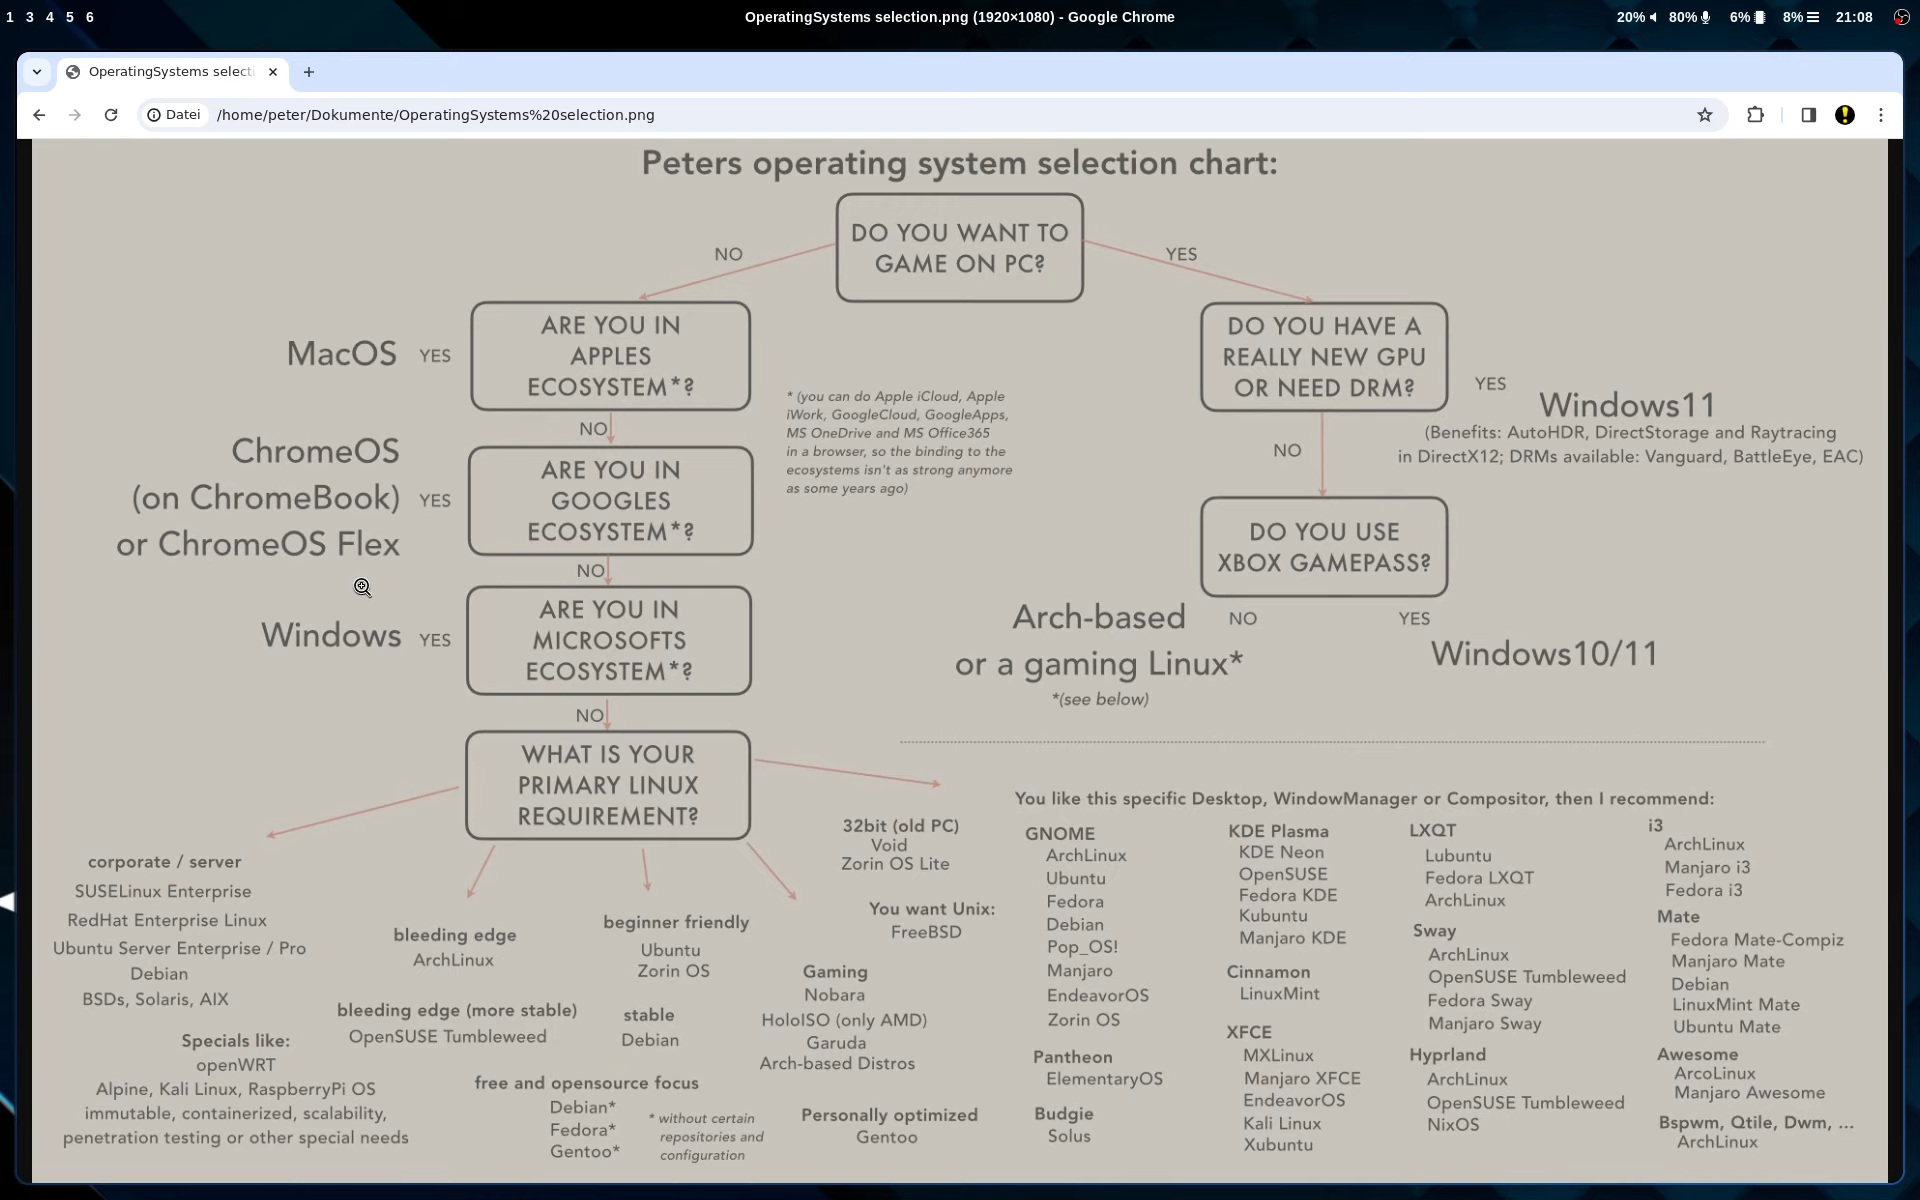 1 3 4 5 6
OperatingSystems selection.png (1920×1080) - Google Chrome
20% 80% 6% 8% 21:08
OperatingSystems selecti
Datei /home/peter/Dokumente/OperatingSystems%20selection.png
Peters operating system selection chart:
DO YOU WANT TO
GAME ON PC?
NO
YES
ARE YOU IN
APPLES
ECOSYSTEM*?
YES
MacOS
NO
ARE YOU IN
GOOGLES
ECOSYSTEM*?
YES
ChromeOS
(on ChromeBook)
or ChromeOS Flex
NO
ARE YOU IN
MICROSOFTS
ECOSYSTEM*?
YES
Windows
NO
* (you can do Apple iCloud, Apple
iWork, GoogleCloud, GoogleApps,
MS OneDrive and MS Office365
in a browser, so the binding to the
ecosystems isn't as strong anymore
as some years ago)
DO YOU HAVE A
REALLY NEW GPU
OR NEED DRM?
YES
Windows11
(Benefits: AutoHDR, DirectStorage and Raytracing
in DirectX12; DRMs available: Vanguard, BattleEye, EAC)
NO
DO YOU USE
XBOX GAMEPASS?
NO
YES
Arch-based
or a gaming Linux*
*(see below)
Windows10/11
WHAT IS YOUR
PRIMARY LINUX
REQUIREMENT?
corporate / server
SUSELinux Enterprise
RedHat Enterprise Linux
Ubuntu Server Enterprise / Pro
Debian
BSDs, Solaris, AIX
Specials like:
openWRT
Alpine, Kali Linux, RaspberryPi OS
immutable, containerized, scalability,
penetration testing or other special needs
bleeding edge
ArchLinux
bleeding edge (more stable)
OpenSUSE Tumbleweed
beginner friendly
Ubuntu
Zorin OS
stable
Debian
free and opensource focus
Debian*
Fedora*
Gentoo*
* without certain
repositories and
configuration
32bit (old PC)
Void
Zorin OS Lite
You want Unix:
FreeBSD
Gaming
Nobara
HoloISO (only AMD)
Garuda
Arch-based Distros
Personally optimized
Gentoo
You like this specific Desktop, WindowManager or Compositor, then I recommend:
GNOME
ArchLinux
Ubuntu
Fedora
Debian
Pop_OS!
Manjaro
EndeavorOS
Zorin OS
Pantheon
ElementaryOS
Budgie
Solus
KDE Plasma
KDE Neon
OpenSUSE
Fedora KDE
Kubuntu
Manjaro KDE
Cinnamon
LinuxMint
XFCE
MXLinux
Manjaro XFCE
EndeavorOS
Kali Linux
Xubuntu
LXQT
Lubuntu
Fedora LXQT
ArchLinux
Sway
ArchLinux
OpenSUSE Tumbleweed
Fedora Sway
Manjaro Sway
Hyprland
ArchLinux
OpenSUSE Tumbleweed
NixOS
i3
ArchLinux
Manjaro i3
Fedora i3
Mate
Fedora Mate-Compiz
Manjaro Mate
Debian
LinuxMint Mate
Ubuntu Mate
Awesome
ArcoLinux
Manjaro Awesome
Bspwm, Qtile, Dwm, ...
ArchLinux